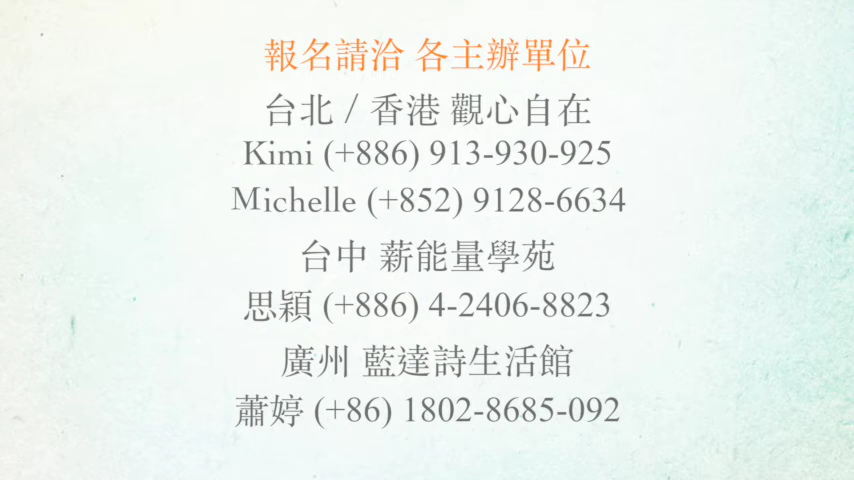 報名請洽 各主辦單位
台北 / 香港 觀心自在
Kimi (+886) 913-930-925
Michelle (+852) 9128-6634
台中 薪能量學苑
思穎 (+886) 4-2406-8823
廣州 藍達詩生活館
蕭婷 (+86) 1802-8685-092